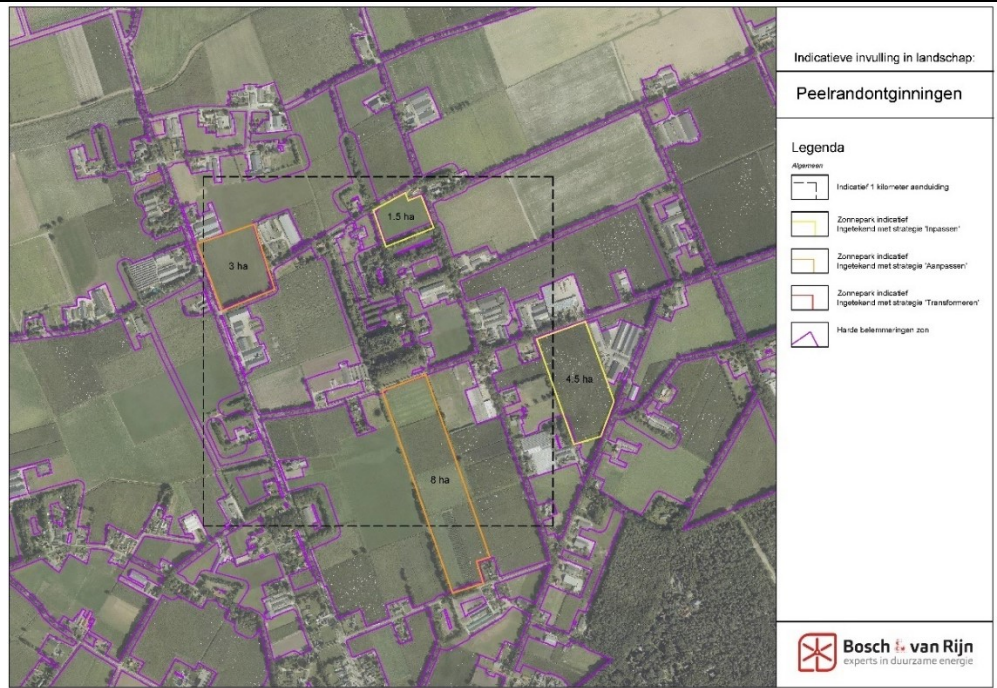 Indicatieve invulling in landschap:
Peelrandontginningen
Legenda
Algemeen
Indicatief 1 kilometer aanduiding
Zonnepark indicatief
Ingetekend met strategie 'Inpassen'
Zonnepark indicatief
Ingetekend met strategie 'Aanpassen'
Zonnepark indicatief
Ingetekend met strategie 'Transformeren'
Harde belemmeringen zon
1.5 ha
3 ha
4.5 ha
8 ha
Bosch & van Rijn
experts in duurzame energie